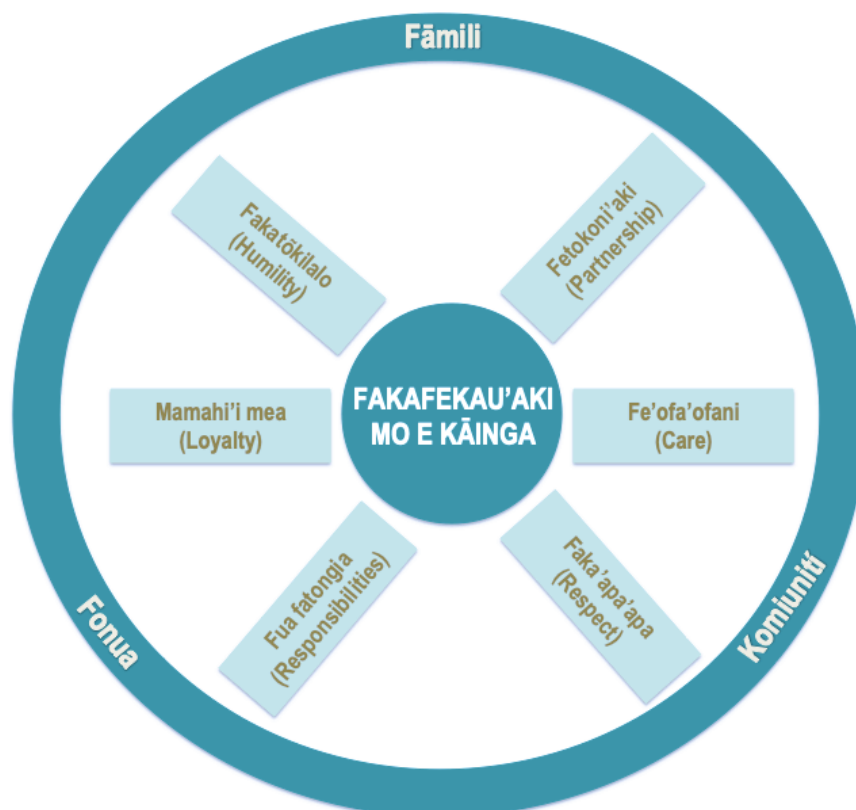 Fāmili
Fakatōkilalo
(Humility)
Fetokoni'aki
(Partnership)
Mamahi'i mea
(Loyalty)
FAKAFEKAU'AKI
MO E KĀINGA
Fe'ofa'ofani
(Care)
Fua fatongia
(Responsibilities)
Faka'apa'apa
(Respect)
Fonua
Komiunitī